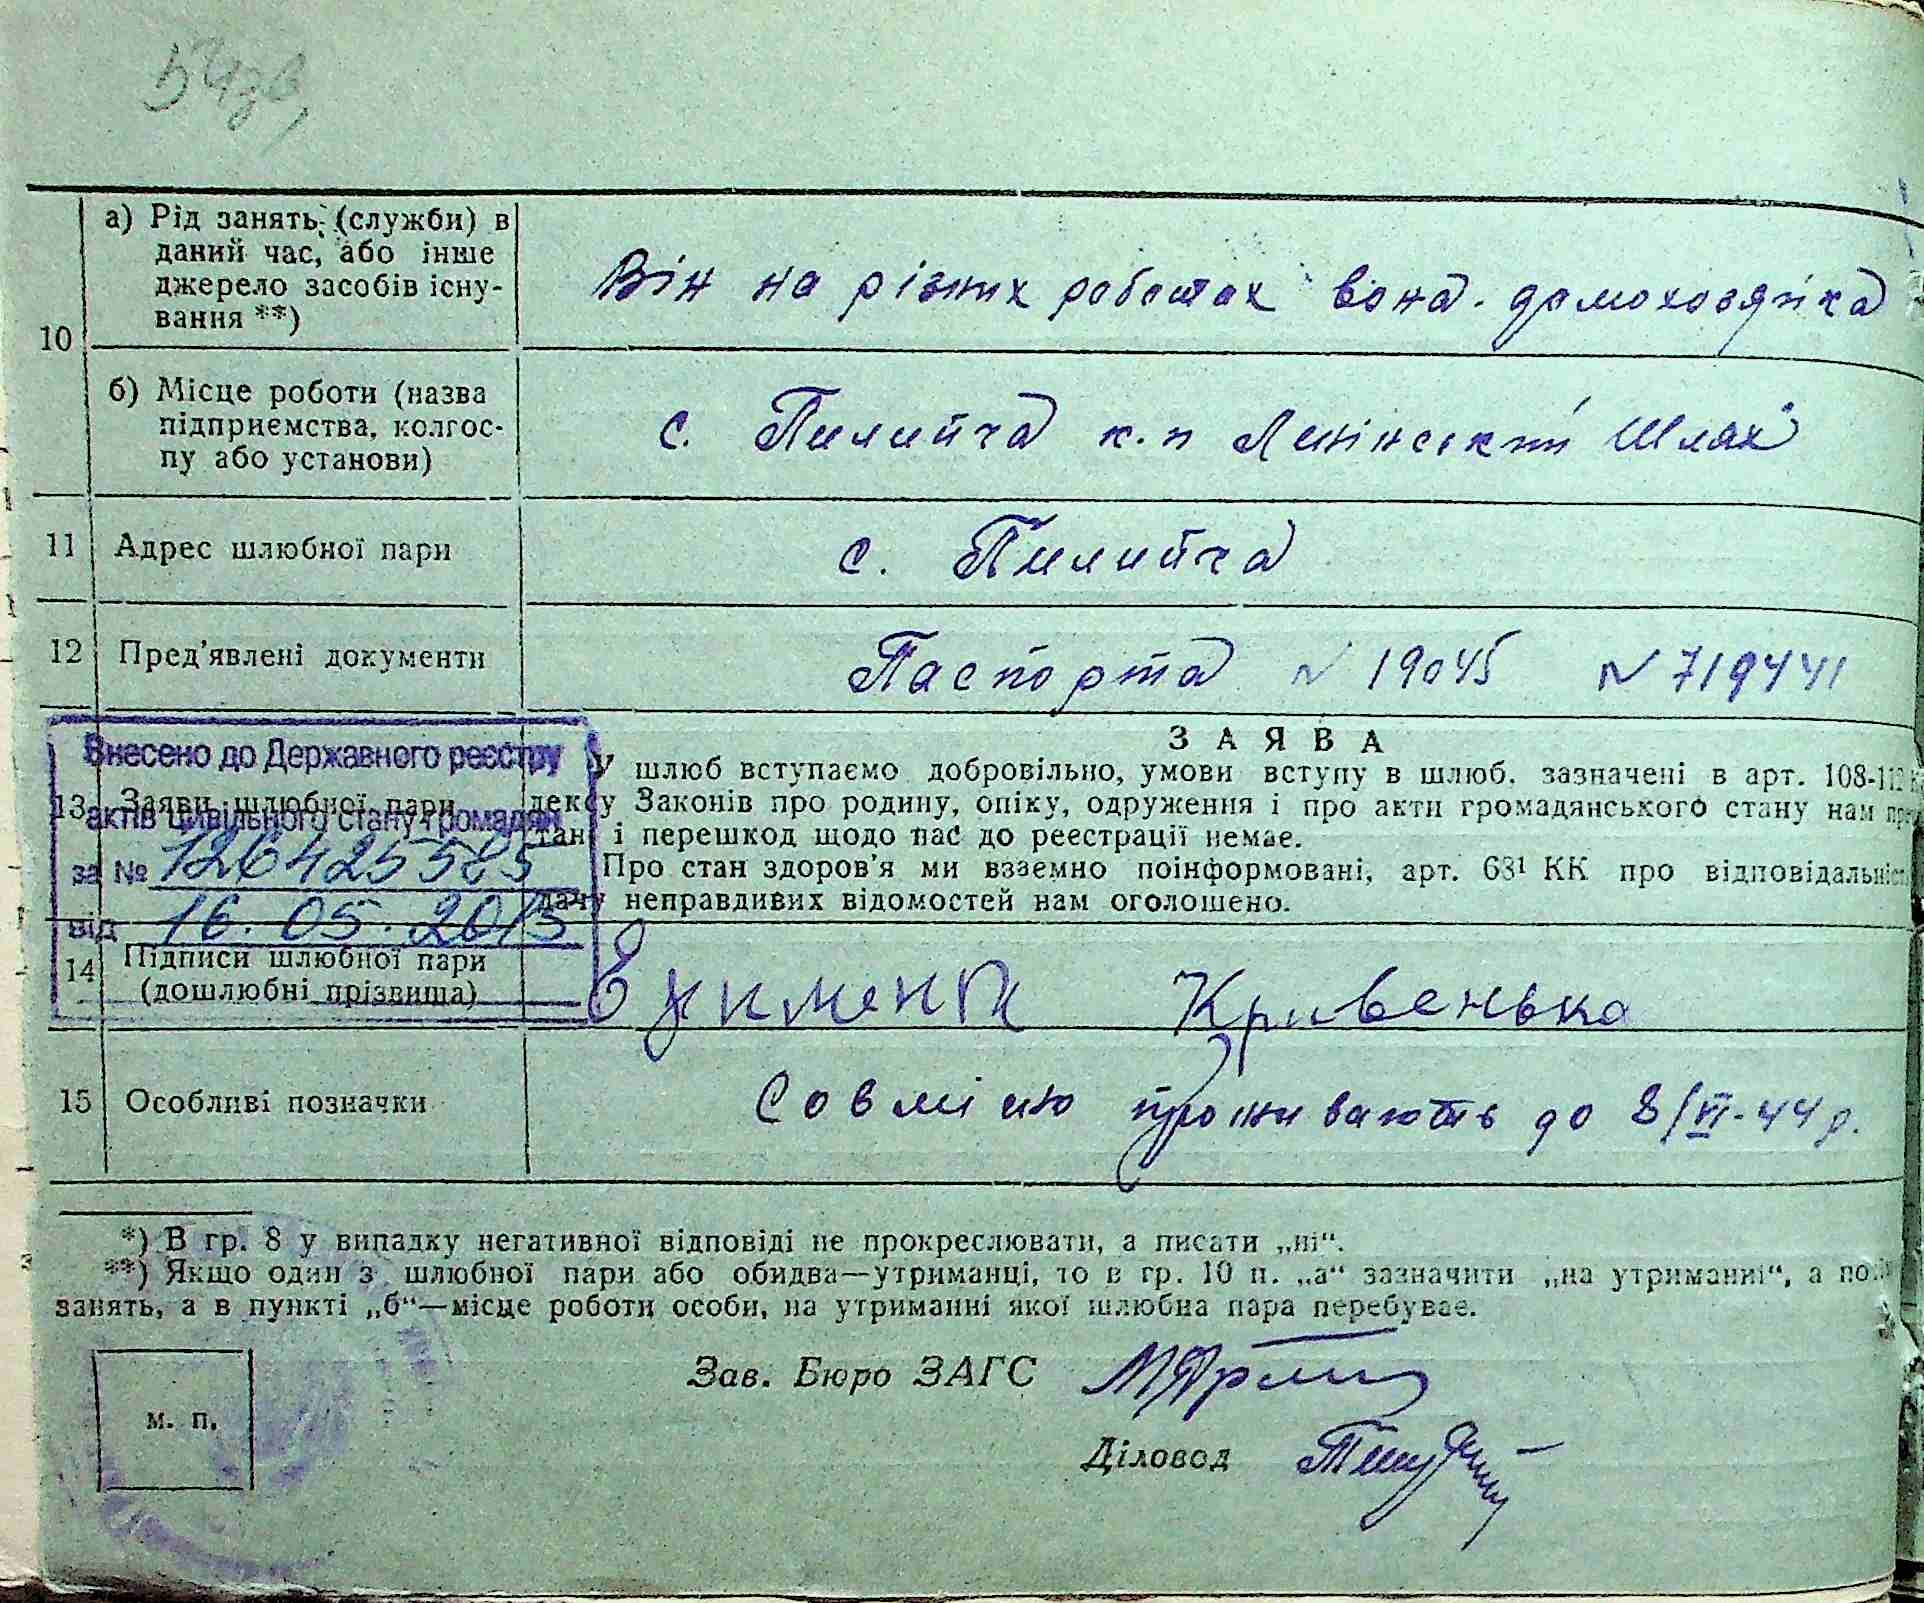 10
а) Рід занять, (служби) в
даний час, або інше
джерело засобів існу-
вання **)
Він на різних роботах вона. домохозяйка
б) Місце роботи (назва
підприємства, колгос-
пу або установи)
с. Пилипча к.п Ленінський Шлях
11 Адрес шлюбної пари
с. Пилипча
12 Пред’явлені документи
Паспорта N 19045 N 719441
Внесено до Державного реєстру
актів цивільного стану громадян
за № 126425585
від 16.05.2013
13 Заяви шлюбної пари
ЗАЯВА
У шлюб вступаємо добровільно, умови вступу в шлюб, зазначені в арт. 108-112
дексу Законів про родину, опіку, одруження і про акти громадянського стану нам
і перешкод щодо нас до реєстрації немає.
Про стан здоров’я ми взаємно поінформовані, арт. 68¹ КК про
дачу неправдивих відомостей нам оголошено.
14 Підписи шлюбної пари
(дошлюбні прізвища)
Кривенька
15 Особливі позначки
Совмісно проживають до 8/VI-44 р.
*) В гр. 8 у випадку негативної відповіді не прокреслювати, а писати „ні“.
**) Якщо один з шлюбної пари або обидва—утриманці, то в гр. 10 п. „а“ зазначити „на утриманні“, а
занять, а в пункті „б“—місце роботи особи, на утриманні якої шлюбна пара перебуває.
м. п.
Зав. Бюро ЗАГС
Діловод